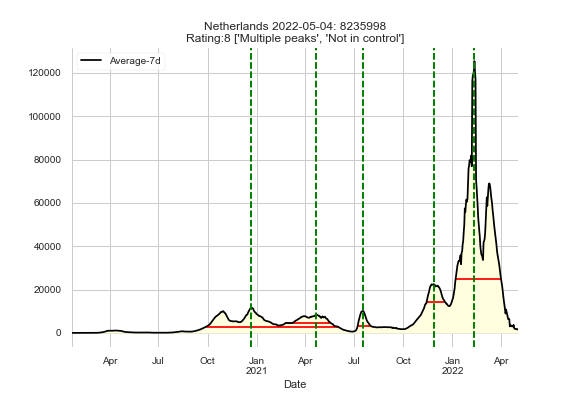 Netherlands 2022-05-04: 8235998
Rating:8 ['Multiple peaks', 'Not in control']
Average-7d
120000
100000
80000
60000
40000
20000
0
Apr Jul Oct Jan Apr Jul Oct Jan Apr
2021 2022
Date